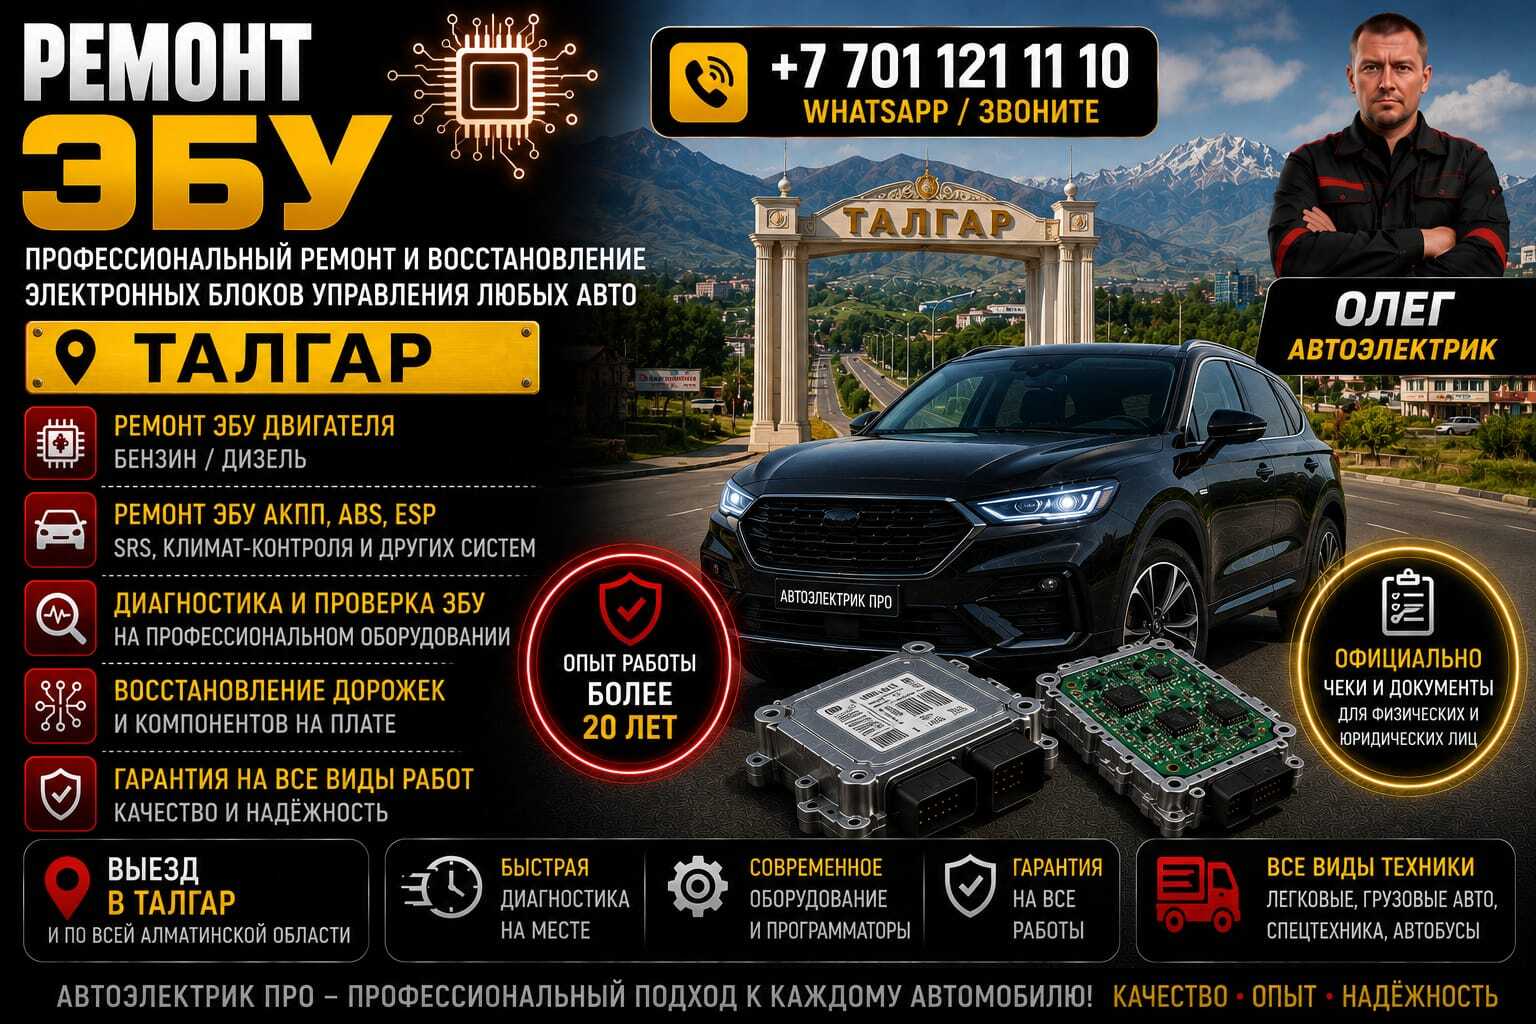 РЕМОНТ
ЭБУ
ПРОФЕССИОНАЛЬНЫЙ РЕМОНТ И ВОССТАНОВЛЕНИЕ
ЭЛЕКТРОННЫХ БЛОКОВ УПРАВЛЕНИЯ ЛЮБЫХ АВТО
ТАЛГАР
РЕМОНТ ЭБУ ДВИГАТЕЛЯ
БЕНЗИН / ДИЗЕЛЬ
РЕМОНТ ЭБУ АКПП, ABS, ESP
SRS, КЛИМАТ-КОНТРОЛЯ И ДРУГИХ СИСТЕМ
ДИАГНОСТИКА И ПРОВЕРКА ЭБУ
НА ПРОФЕССИОНАЛЬНОМ ОБОРУДОВАНИИ
ВОССТАНОВЛЕНИЕ ДОРОЖЕК
И КОМПОНЕНТОВ НА ПЛАТЕ
ГАРАНТИЯ НА ВСЕ ВИДЫ РАБОТ
КАЧЕСТВО И НАДЁЖНОСТЬ
+7 701 121 11 10
WHATSAPP / ЗВОНИТЕ
ТАЛГАР
ОЛЕГ
АВТОЭЛЕКТРИК
АВТОЭЛЕКТРИК ПРО
ОПЫТ РАБОТЫ
БОЛЕЕ
20 ЛЕТ
ОФИЦИАЛЬНО
ЧЕКИ И ДОКУМЕНТЫ
ДЛЯ ФИЗИЧЕСКИХ И
ЮРИДИЧЕСКИХ ЛИЦ
ВЫЕЗД
В ТАЛГАР
И ПО ВСЕЙ АЛМАТИНСКОЙ ОБЛАСТИ
БЫСТРАЯ
ДИАГНОСТИКА
НА МЕСТЕ
СОВРЕМЕННОЕ
ОБОРУДОВАНИЕ
И ПРОГРАММАТОРЫ
ГАРАНТИЯ
НА ВСЕ
РАБОТЫ
ВСЕ ВИДЫ ТЕХНИКИ
ЛЕГКОВЫЕ, ГРУЗОВЫЕ АВТО,
СПЕЦТЕХНИКА, АВТОБУСЫ
АВТОЭЛЕКТРИК ПРО – ПРОФЕССИОНАЛЬНЫЙ ПОДХОД К КАЖДОМУ АВТОМОБИЛЮ! КАЧЕСТВО • ОПЫТ • НАДЁЖНОСТЬ